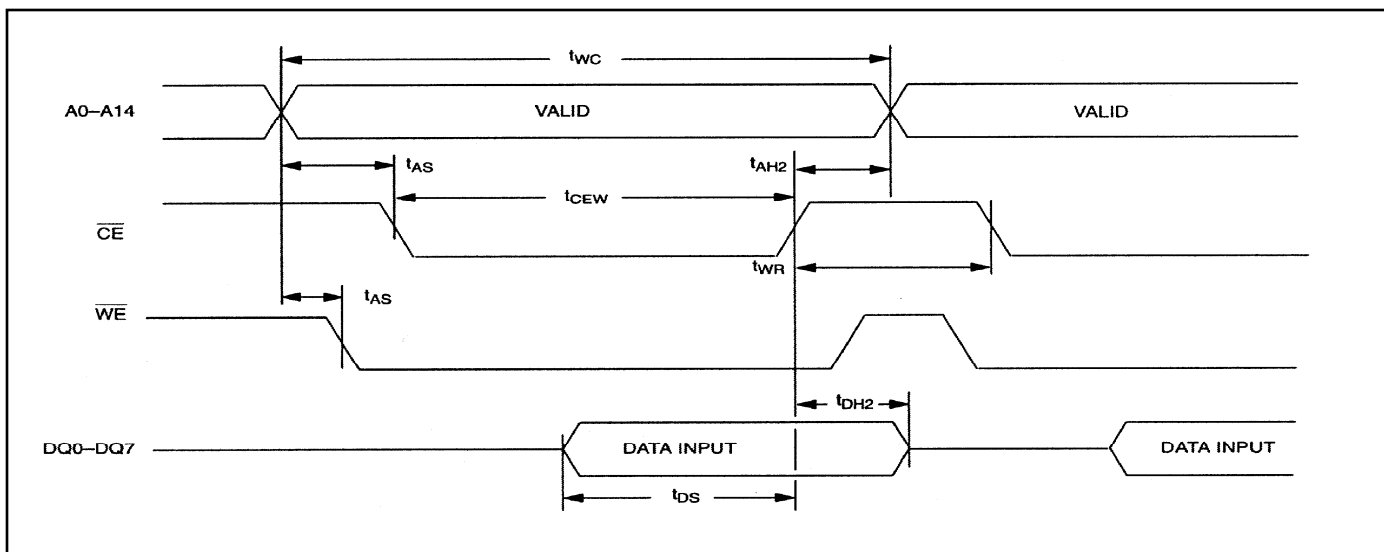 tWC
A0–A14 VALID VALID
tAS tAH2
tCEW
CE
tWR
tAS
WE
tDH2
DQ0–DQ7 DATA INPUT DATA INPUT
tDS